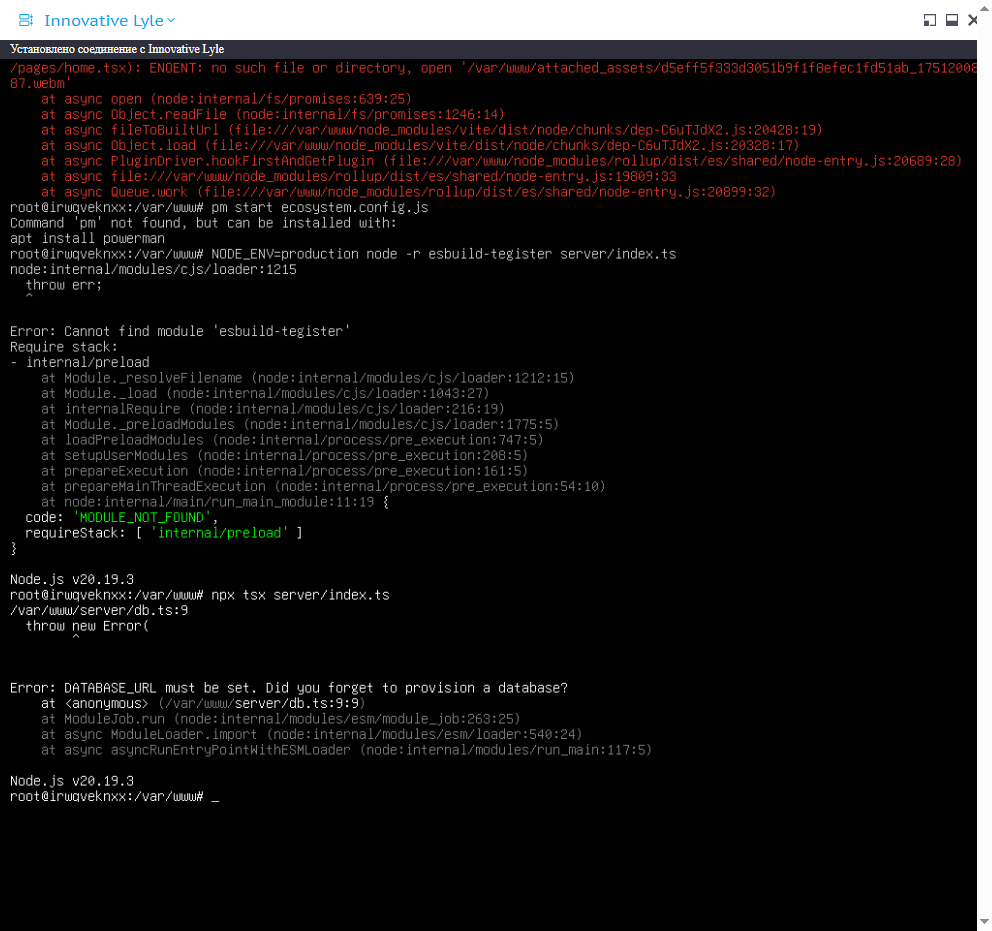 Innovative Lyle
Установлено соединение с Innovative Lyle
/pages/home.tsx): ENOENT: no such file or directory, open '/var/www/attached_assets/d5eff5f333d3051b9f1f8efec1fd51ab_17512008
87.webm'
    at async open (node:internal/fs/promises:639:25)
    at async Object.readFile (node:internal/fs/promises:1246:14)
    at async fileToBuiltUrl (file:///var/www/node_modules/vite/dist/node/chunks/dep-C6uTJdX2.js:20428:19)
    at async Object.load (file:///var/www/node_modules/vite/dist/node/chunks/dep-C6uTJdX2.js:20328:17)
    at async PluginDriver.hookFirstAndGetPlugin (file:///var/www/node_modules/rollup/dist/es/shared/node-entry.js:20689:28)
    at async file:///var/www/node_modules/rollup/dist/es/shared/node-entry.js:19809:33
    at async Queue.work (file:///var/www/node_modules/rollup/dist/es/shared/node-entry.js:20899:32)
root@irwqveknxx:/var/www# pm start ecosystem.config.js
Command 'pm' not found, but can be installed with:
apt install powerman
root@irwqveknxx:/var/www# NODE_ENV=production node -r esbuild-tegister server/index.ts
node:internal/modules/cjs/loader:1215
  throw err;
  ^
Error: Cannot find module 'esbuild-tegister'
Require stack:
- internal/preload
    at Module._resolveFilename (node:internal/modules/cjs/loader:1212:15)
    at Module._load (node:internal/modules/cjs/loader:1043:27)
    at internalRequire (node:internal/modules/cjs/loader:216:19)
    at Module._preloadModules (node:internal/modules/cjs/loader:1775:5)
    at loadPreloadModules (node:internal/process/pre_execution:747:5)
    at setupUserModules (node:internal/process/pre_execution:208:5)
    at prepareExecution (node:internal/process/pre_execution:161:5)
    at prepareMainThreadExecution (node:internal/process/pre_execution:54:10)
    at node:internal/main/run_main_module:11:19 {
  code: 'MODULE_NOT_FOUND',
  requireStack: [ 'internal/preload' ]
}
Node.js v20.19.3
root@irwqveknxx:/var/www# npx tsx server/index.ts
/var/www/server/db.ts:9
  throw new Error(
        ^
Error: DATABASE_URL must be set. Did you forget to provision a database?
    at <anonymous> (/var/www/server/db.ts:9:9)
    at ModuleJob.run (node:internal/modules/esm/module_job:263:25)
    at async ModuleLoader.import (node:internal/modules/esm/loader:540:24)
    at async asyncRunEntryPointWithESMLoader (node:internal/modules/run_main:117:5)
Node.js v20.19.3
root@irwqveknxx:/var/www# _